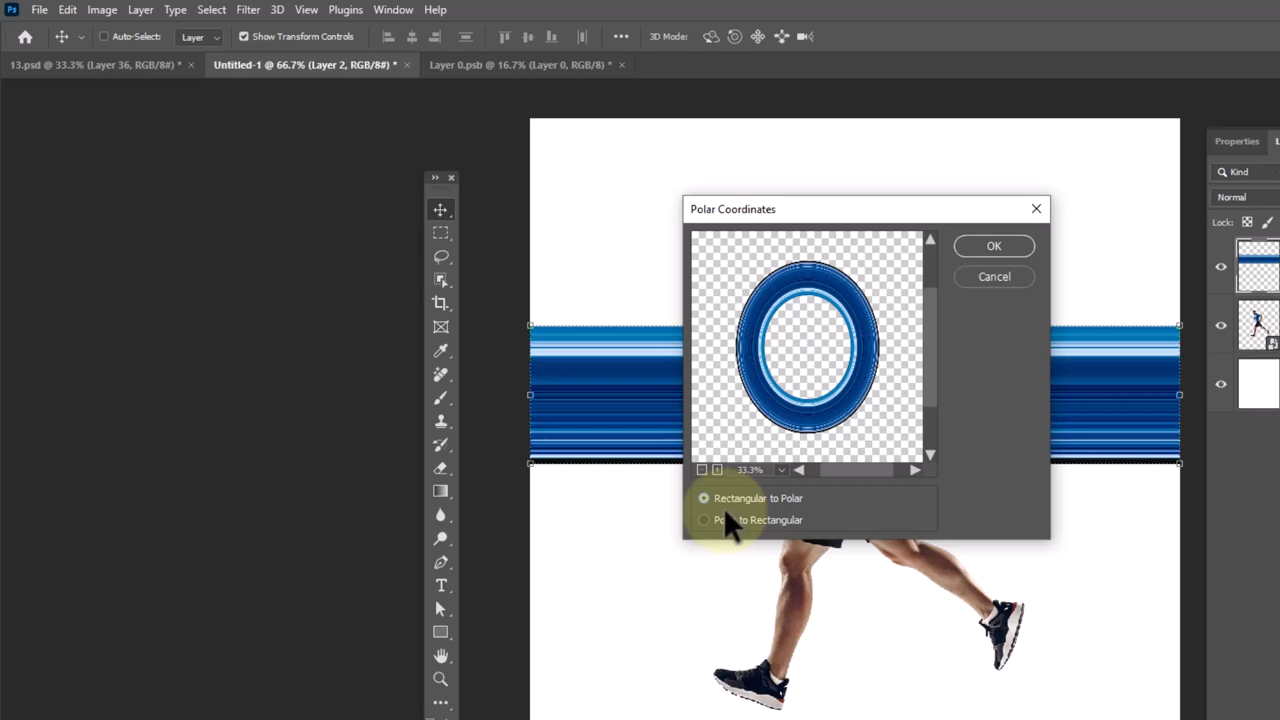 Ps File Edit Image Layer Type Select Filter 3D View Plugins Window Help
Auto-Select: Layer Show Transform Controls 3D Mode:
13.psd @ 33.3% (Layer 36, RGB/8#) * × Untitled-1 @ 66.7% (Layer 2, RGB/8#) * × Layer 0.psb @ 16.7% (Layer 0, RGB/8) * ×
Properties
Kind
Normal
Lock:
Polar Coordinates
OK
Cancel
33.3%
Rectangular to Polar
to Rectangular
T